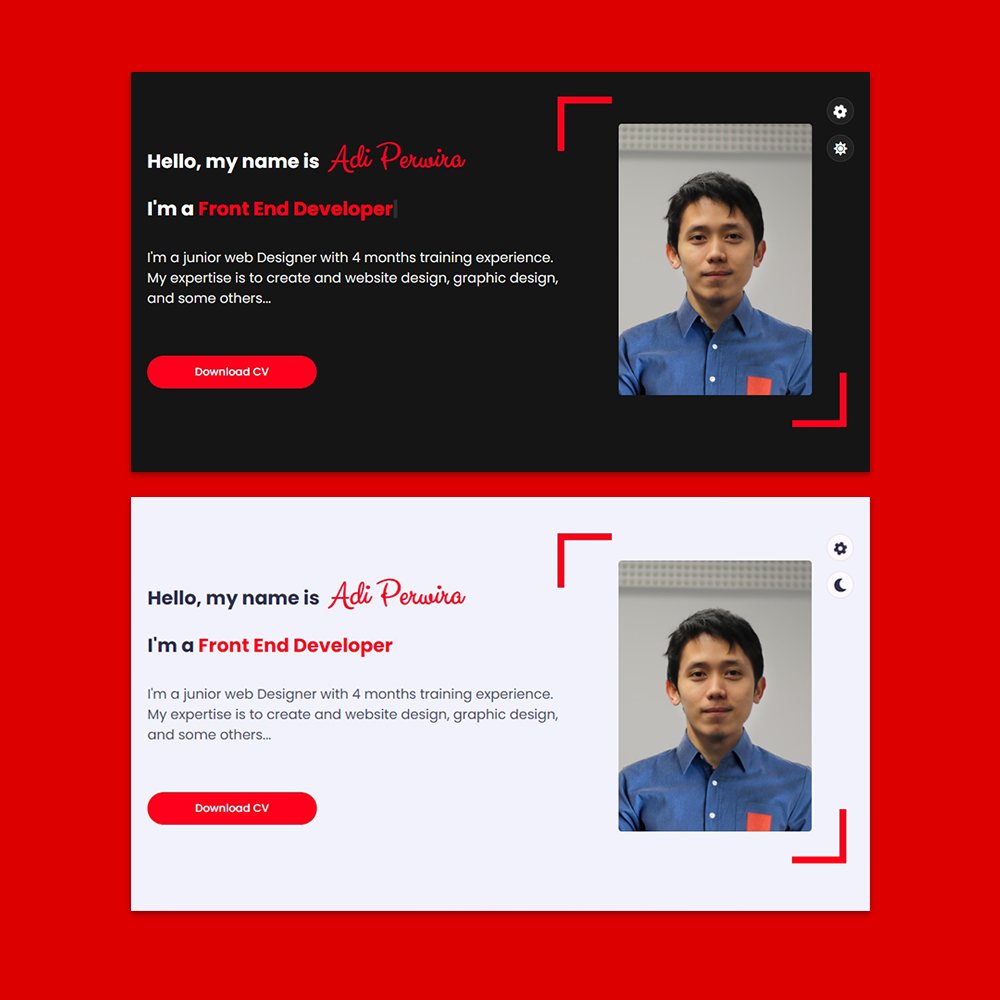 Hello, my name is Adi Perwira
I'm a Front End Developer
I'm a junior web Designer with 4 months training experience.
My expertise is to create and website design, graphic design,
and some others...
Download CV
Hello, my name is Adi Perwira
I'm a Front End Developer
I'm a junior web Designer with 4 months training experience.
My expertise is to create and website design, graphic design,
and some others...
Download CV